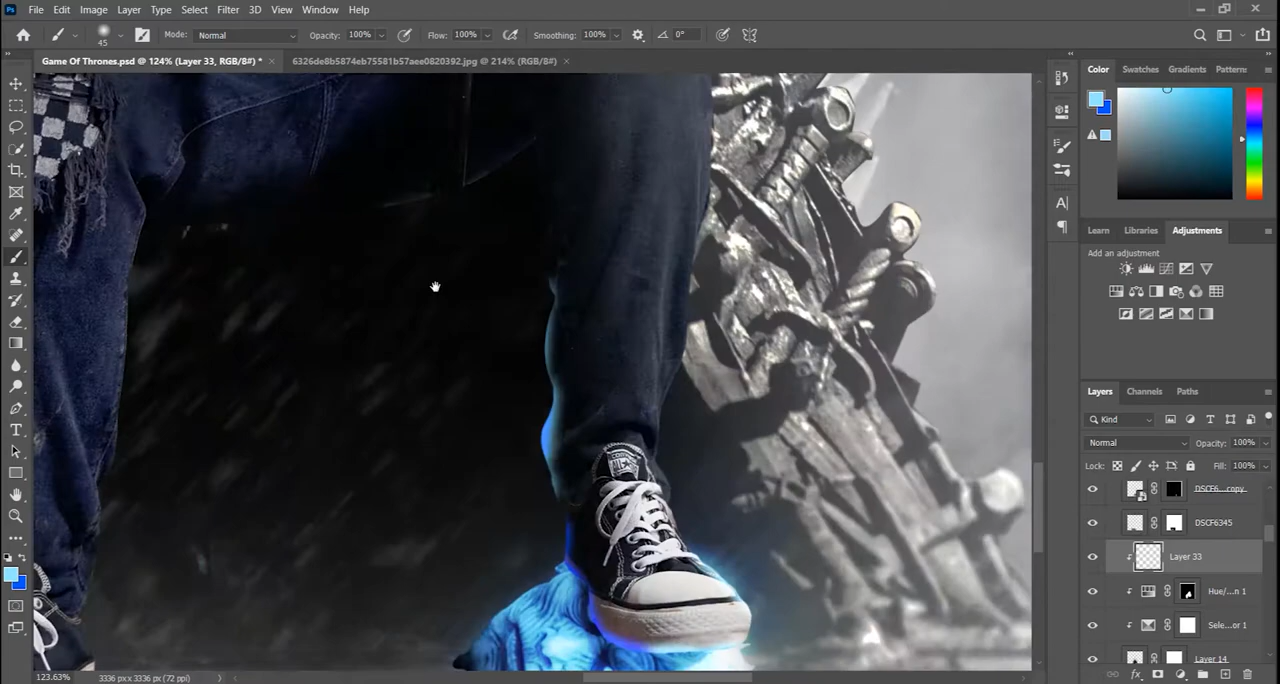 Ps File Edit Image Layer Type Select Filter 3D View Window Help
45 Mode: Normal Opacity: 100% Flow: 100% Smoothing: 100% 0°
Game Of Thrones.psd @ 124% (Layer 33, RGB/8#) * 6326de8b5874eb75581b57aee0820392.jpg @ 214% (RGB/8#)
Color Swatches Gradients Patterns
Learn Libraries Adjustments
Add an adjustment
Layers Channels Paths
Kind
Normal Opacity: 100%
Lock: Fill: 100%
DSCF6...copy
DSCF6345
Layer 33
Hue/...n 1
Sele...or 1
Layer 14
123.63% 3336 px x 3336 px (72 ppi)